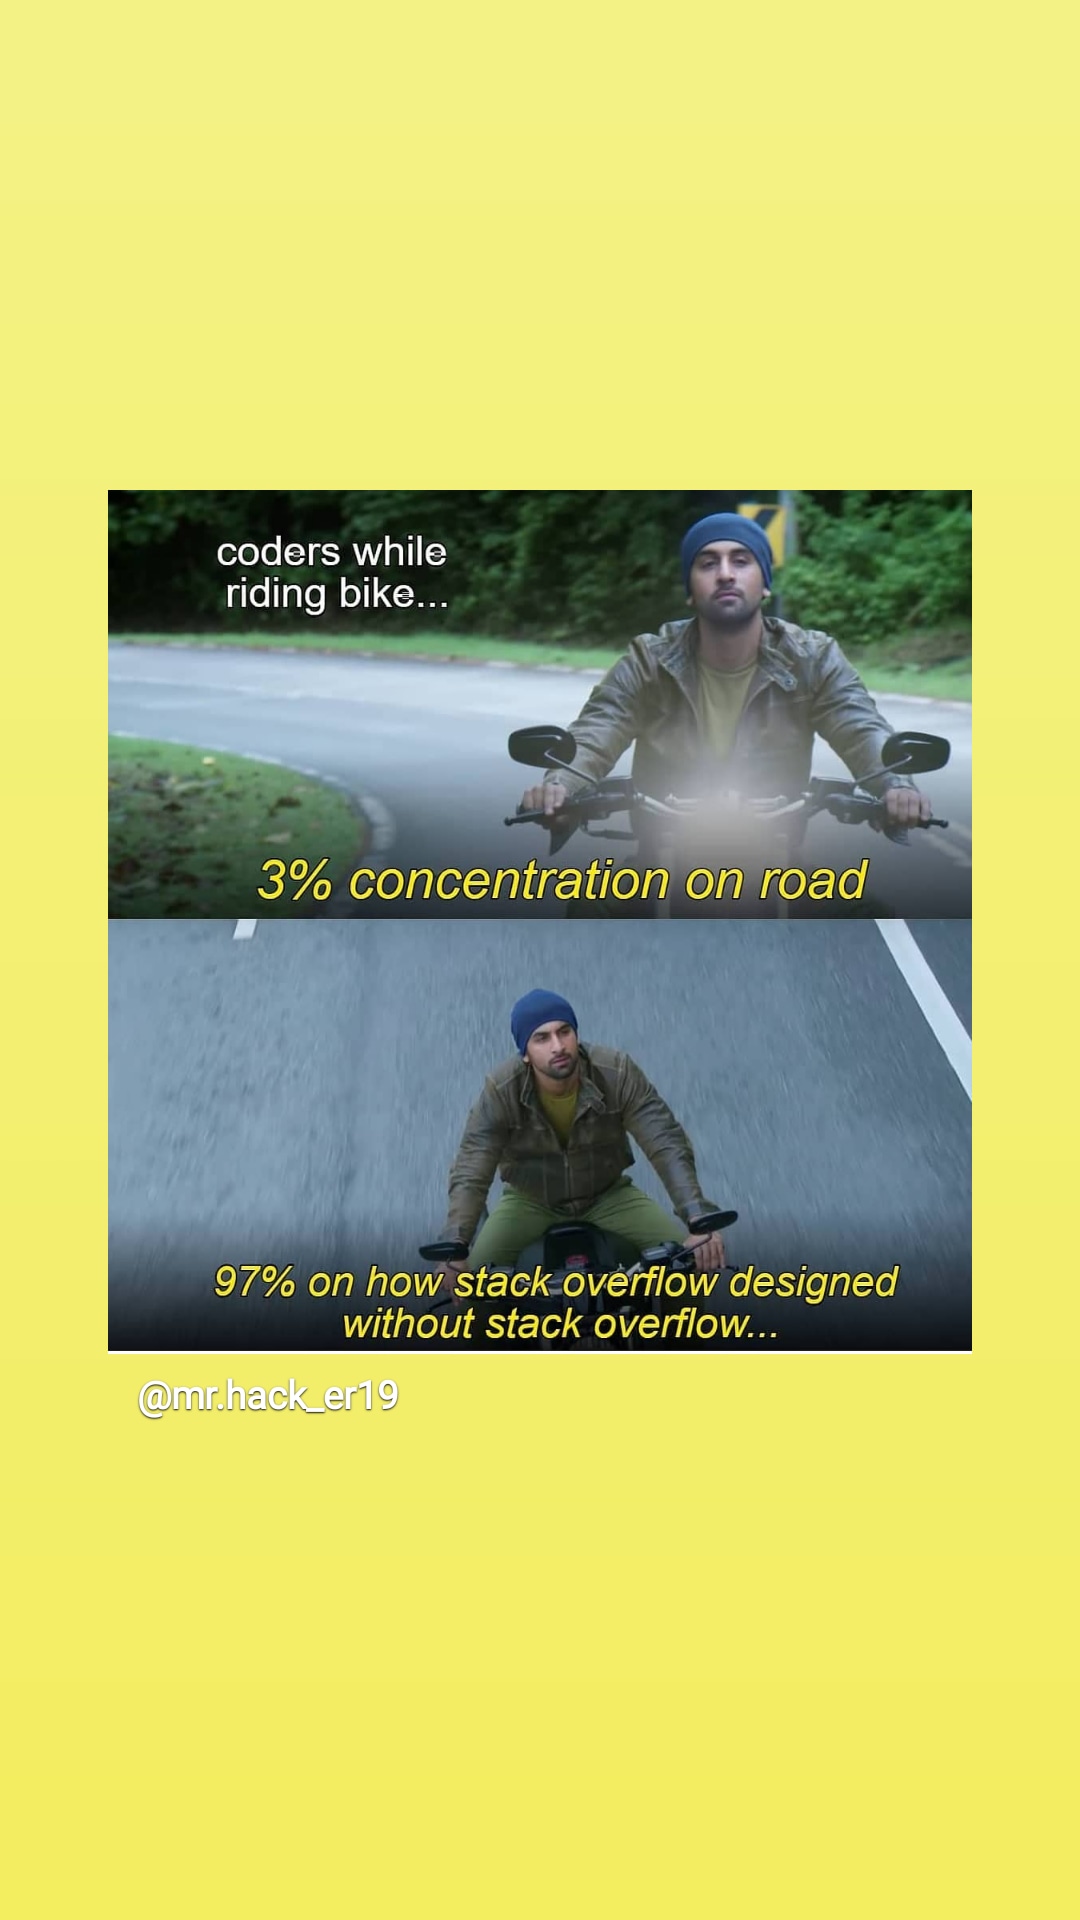 coders while
riding bike...
3% concentration on road
97% on how stack overflow designed
without stack overflow...
@mr.hack_er19